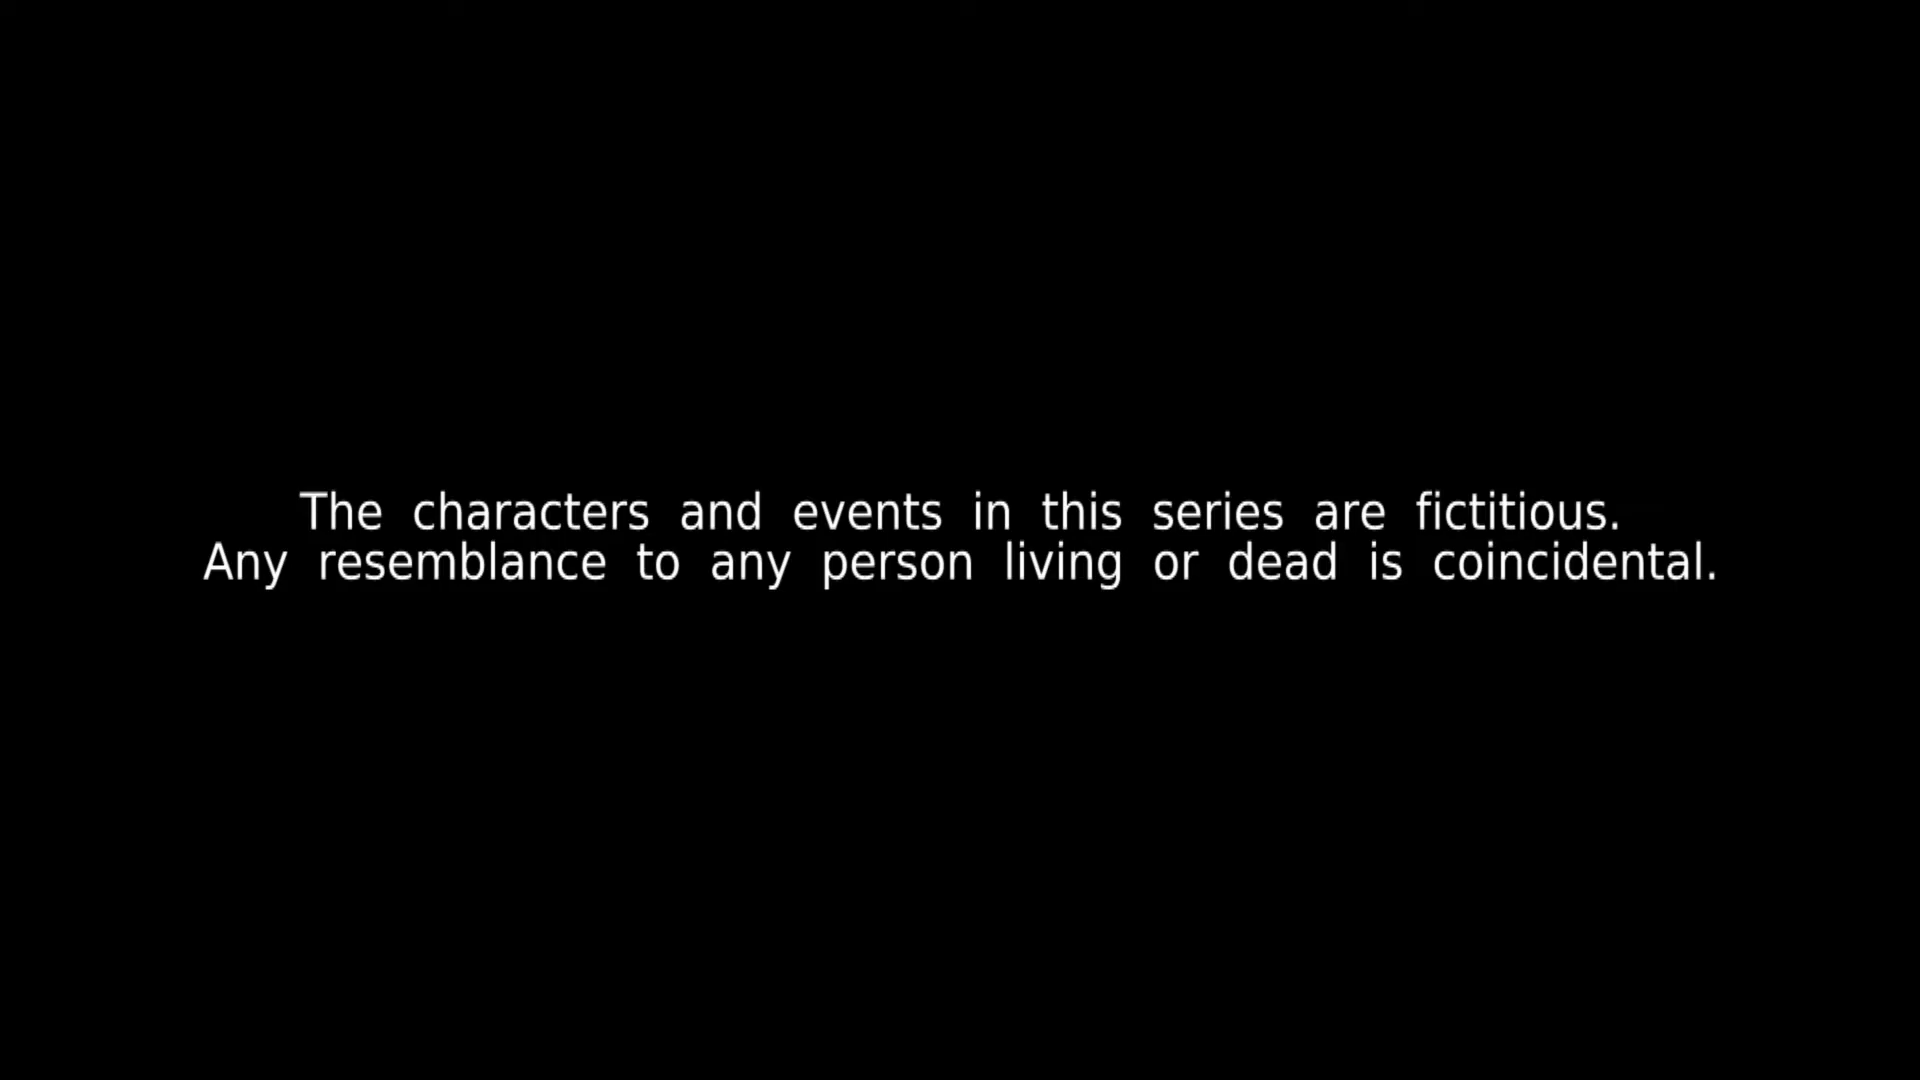 The characters and events in this series are fictitious.
Any resemblance to any person living or dead is coincidental.